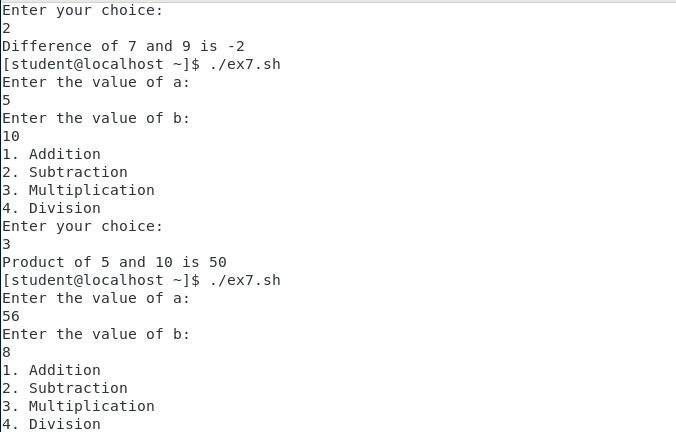 Enter your choice:
2
Difference of 7 and 9 is -2
[student@localhost ~]$ ./ex7.sh
Enter the value of a:
5
Enter the value of b:
10
1. Addition
2. Subtraction
3. Multiplication
4. Division
Enter your choice:
3
Product of 5 and 10 is 50
[student@localhost ~]$ ./ex7.sh
Enter the value of a:
56
Enter the value of b:
8
1. Addition
2. Subtraction
3. Multiplication
4. Division